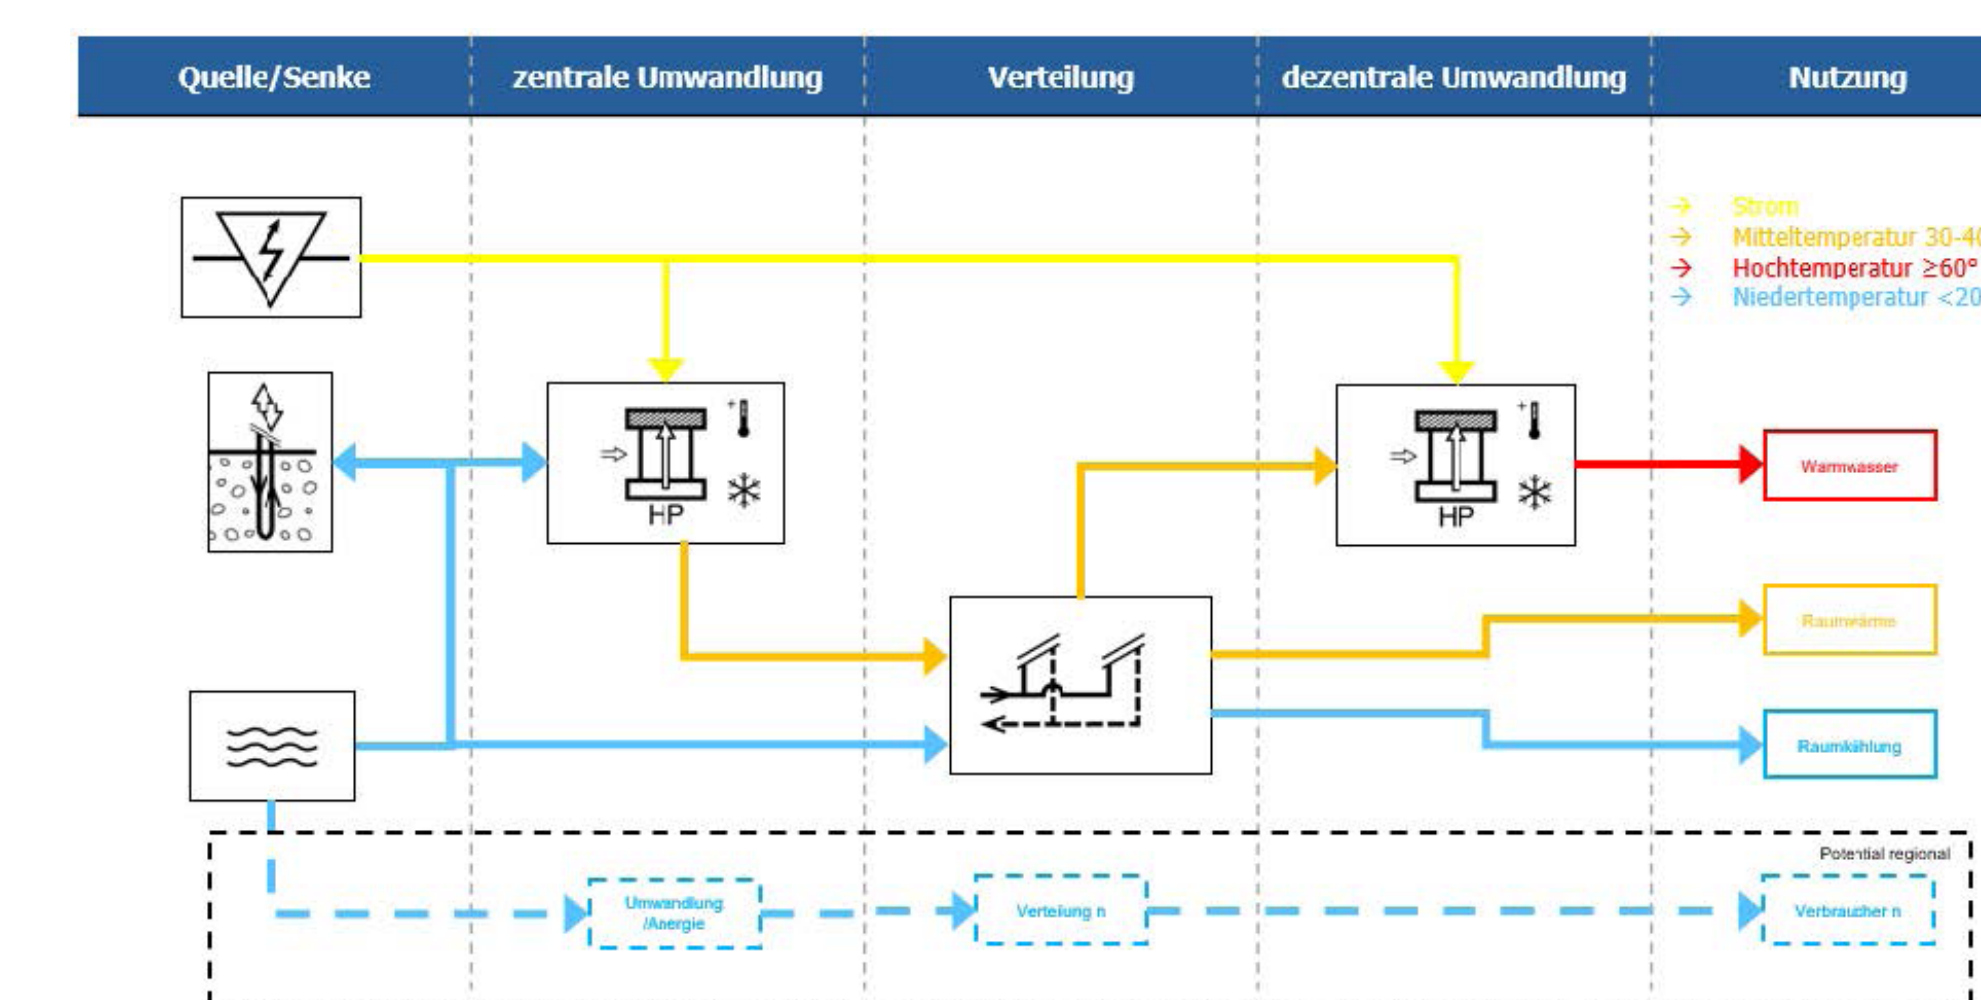 Quelle/Senke
zentrale Umwandlung
Verteilung
dezentrale Umwandlung
Nutzung
Strom
Mitteltemperatur 30-40
Hochtemperatur ≥60°
Niedertemperatur <20
HP
HP
Warmwasser
Raumwärme
Raumkühlung
Potential regional
Umwandlung
/Anergie
Verteilung n
Verbraucher n